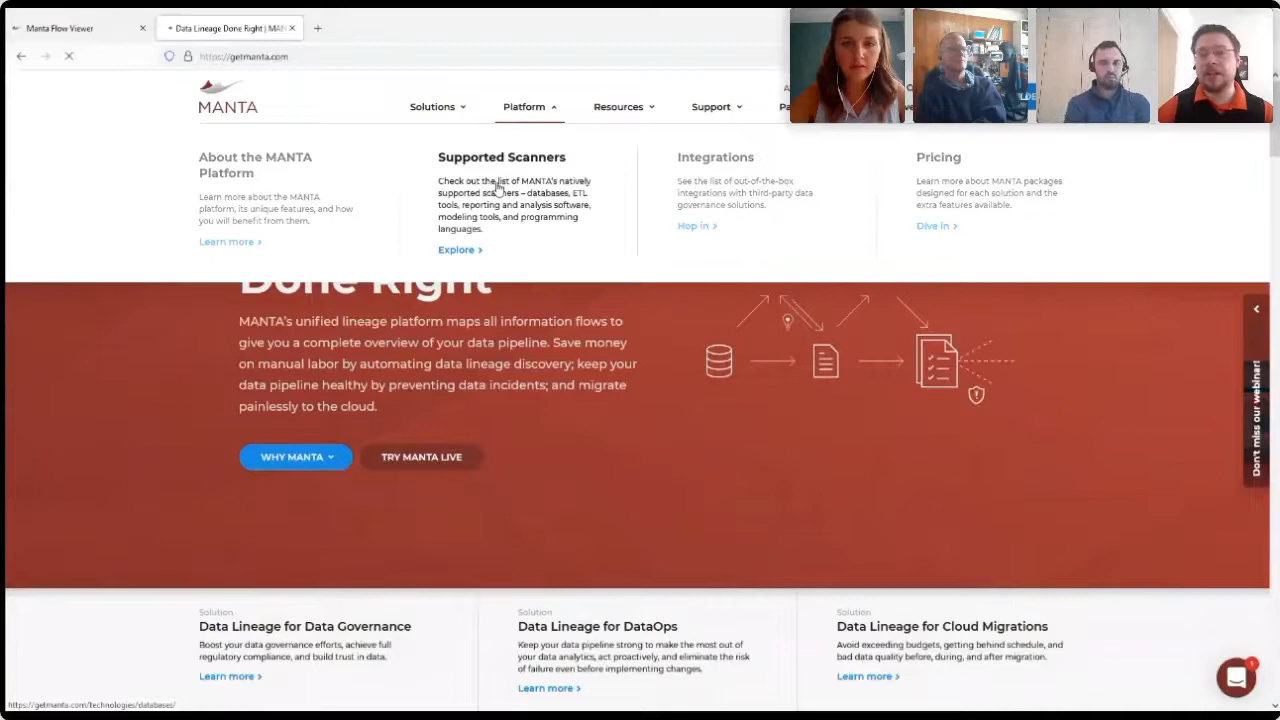 Manta Flow Viewer
Data Lineage Done Right | MAN
https://getmanta.com
MANTA
Solutions
Platform
Resources
Support
About the MANTA
Platform
Learn more about the MANTA
platform, its unique features, and how
you will benefit from them.
Learn more >
Supported Scanners
Check out the list of MANTA's natively
supported scanners – databases, ETL
tools, reporting and analysis software,
modeling tools, and programming
languages.
Explore >
Integrations
See the list of out-of-the-box
integrations with third-party data
governance solutions.
Hop in >
Pricing
Learn more about MANTA packages
designed for each solution and the
extra features available.
Dive in >
Done Right
MANTA's unified lineage platform maps all information flows to
give you a complete overview of your data pipeline. Save money
on manual labor by automating data lineage discovery; keep your
data pipeline healthy by preventing data incidents; and migrate
painlessly to the cloud.
WHY MANTA
TRY MANTA LIVE
Don't miss our webinar!
Solution
Data Lineage for Data Governance
Boost your data governance efforts, achieve full
regulatory compliance, and build trust in data.
Learn more >
Solution
Data Lineage for DataOps
Keep your data pipeline strong to make the most out of
your data analytics, act proactively, and eliminate the risk
of failure even before implementing changes.
Learn more >
Solution
Data Lineage for Cloud Migrations
Avoid exceeding budgets, getting behind schedule, and
bad data quality before, during, and after migration.
Learn more >
1
https://getmanta.com/technologies/databases/